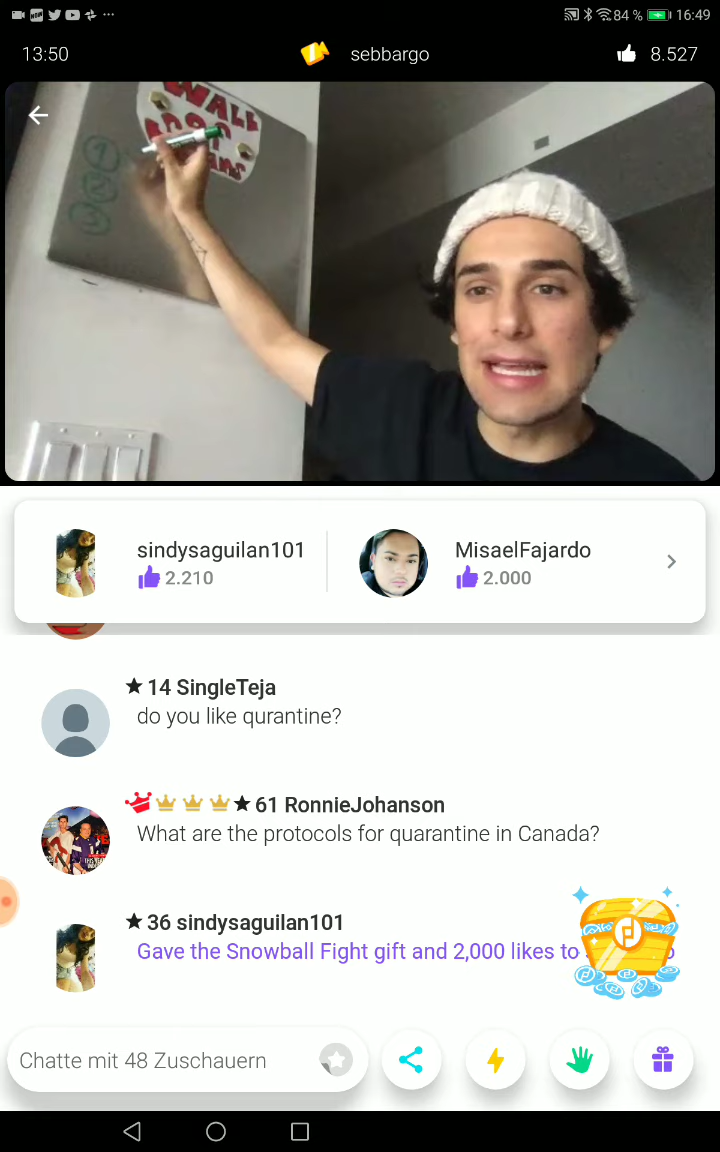 84 % 16:49
13:50 sebbargo 8.527
WALL
sindysaguilan101 MisaelFajardo
2.210 2.000
14 SingleTeja
do you like qurantine?
61 RonnieJohanson
What are the protocols for quarantine in Canada?
36 sindysaguilan101
Gave the Snowball Fight gift and 2,000 likes to
Chatte mit 48 Zuschauern